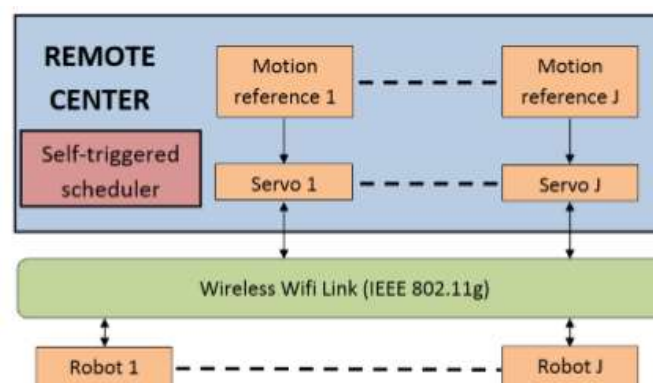 REMOTE
CENTER
Motion
reference 1
Motion
reference J
Self-triggered
scheduler
Servo 1
Servo J
Wireless Wifi Link (IEEE 802.11g)
Robot 1
Robot J